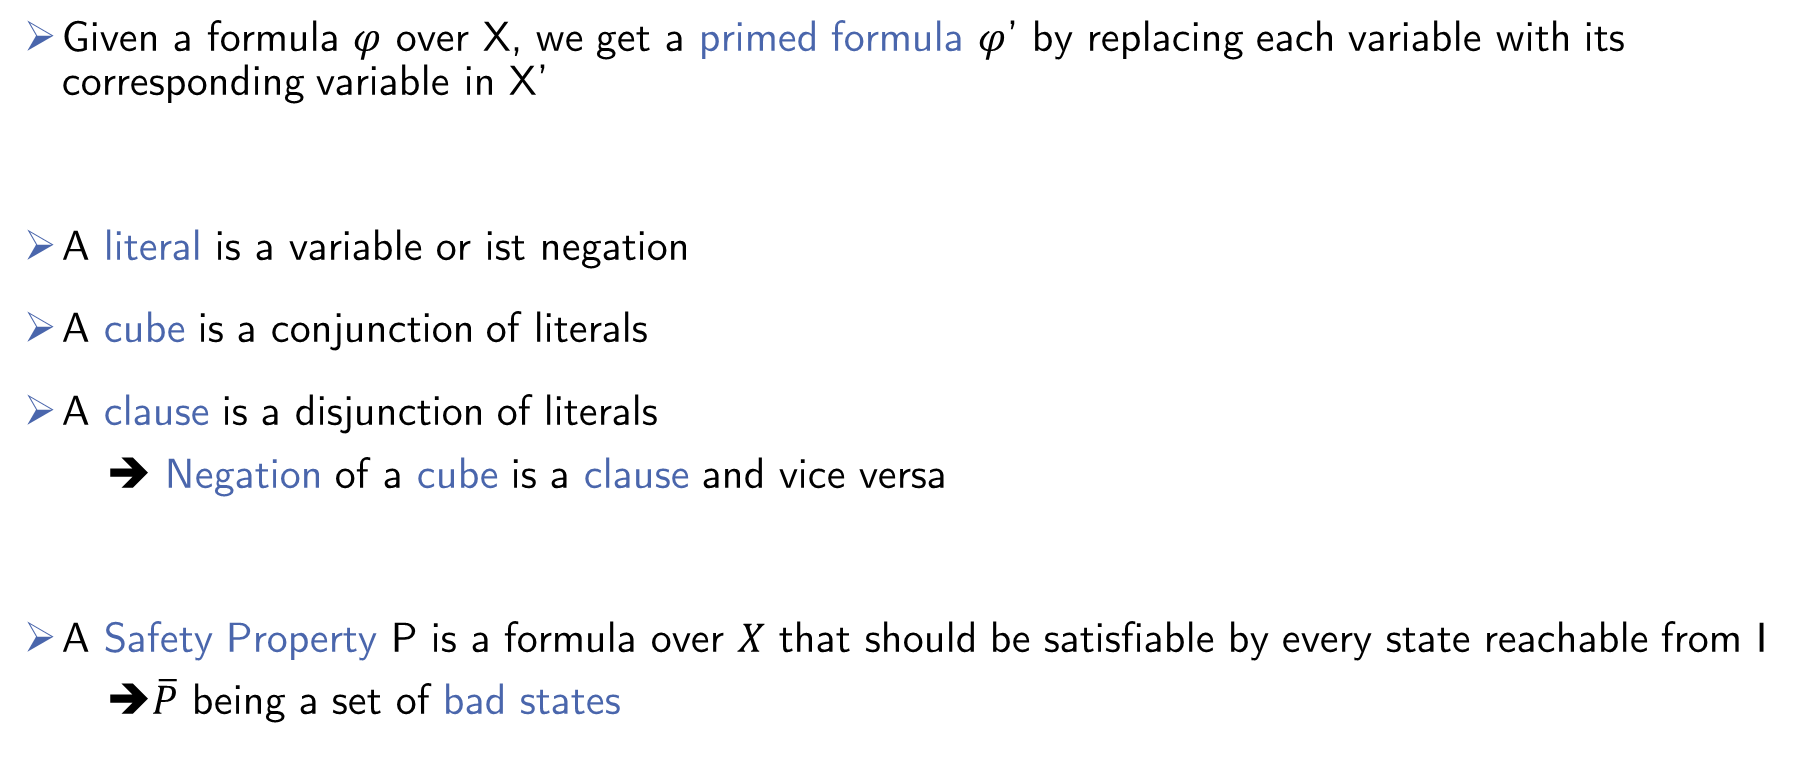 ➢ Given a formula φ over X, we get a primed formula φ' by replacing each variable with its
corresponding variable in X'
➢ A literal is a variable or ist negation
➢ A cube is a conjunction of literals
➢ A clause is a disjunction of literals
➔ Negation of a cube is a clause and vice versa
➢ A Safety Property P is a formula over X that should be satisfiable by every state reachable from I
➔ P̄ being a set of bad states